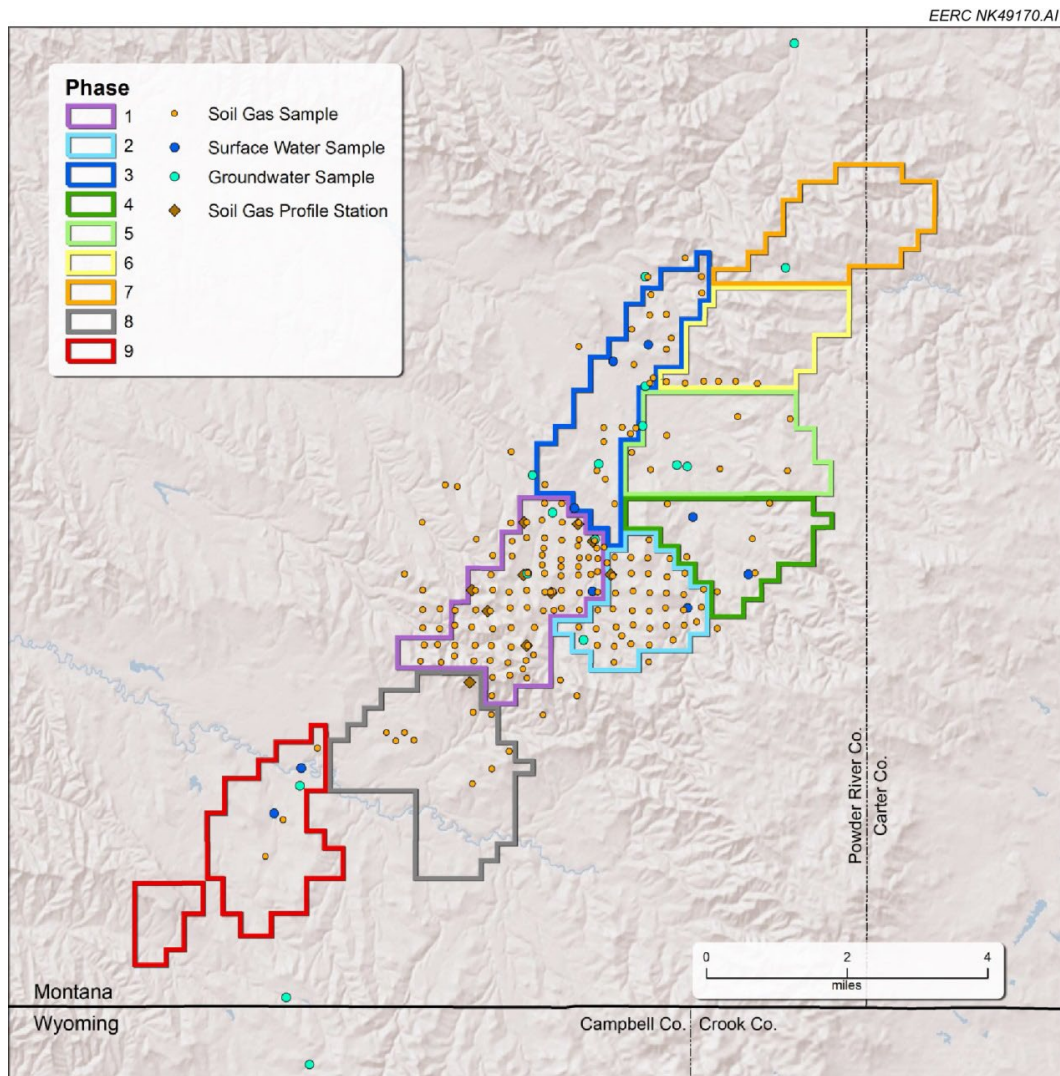 EERC NK49170.AI
Phase
1
2
3
4
5
6
7
8
9
Soil Gas Sample
Surface Water Sample
Groundwater Sample
Soil Gas Profile Station
Powder River Co.
Carter Co.
0 2 4
miles
Montana
Wyoming
Campbell Co. Crook Co.